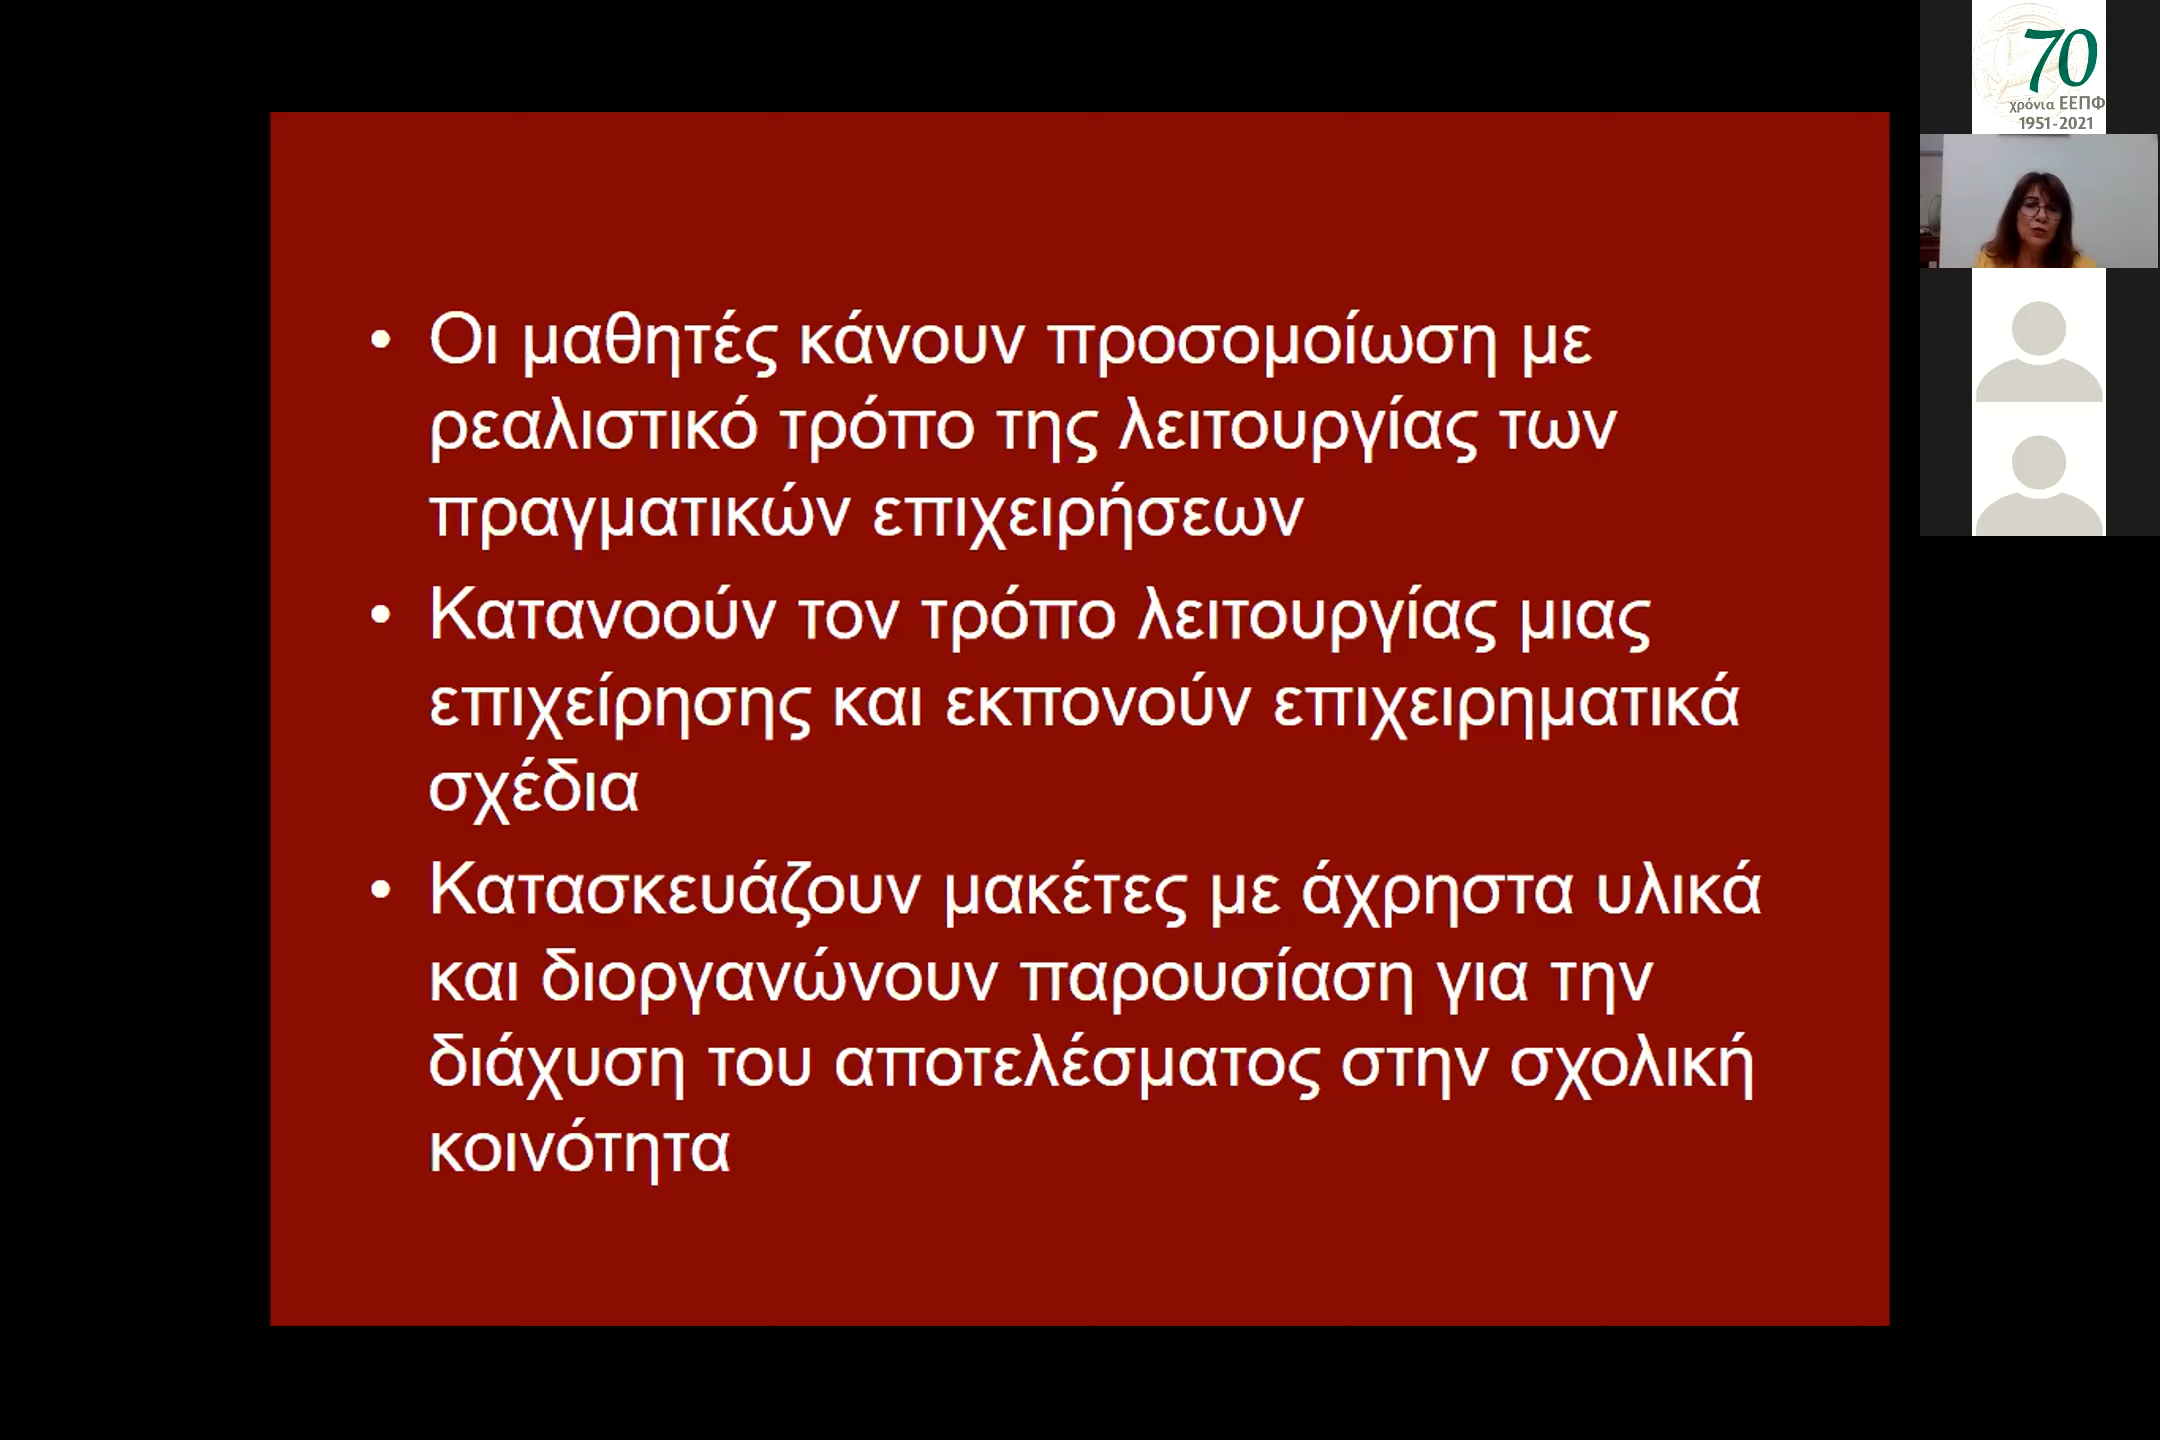 • Οι μαθητές κάνουν προσομοίωση με
ρεαλιστικό τρόπο της λειτουργίας των
πραγματικών επιχειρήσεων
• Κατανοούν τον τρόπο λειτουργίας μιας
επιχείρησης και εκπονούν επιχειρηματικά
σχέδια
• Κατασκευάζουν μακέτες με άχρηστα υλικά
και διοργανώνουν παρουσίαση για την
διάχυση του αποτελέσματος στην σχολική
κοινότητα
70
χρόνια ΕΕΠΦ
1951-2021